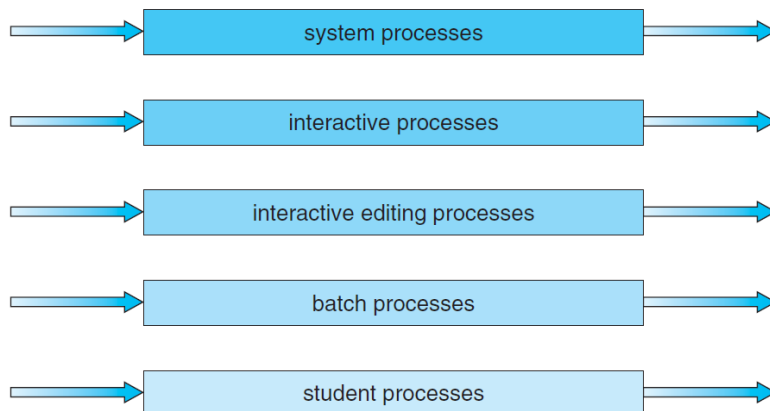 system processes
interactive processes
interactive editing processes
batch processes
student processes